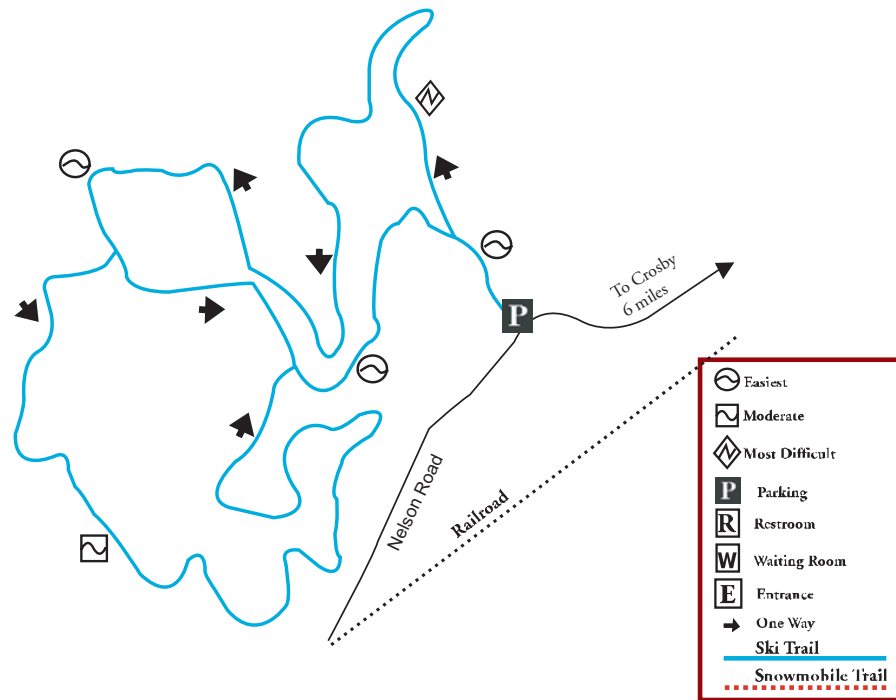 To Crosby
6 miles
P
Nelson Road
Railroad
Easiest
Moderate
N Most Difficult
P Parking
R Restroom
W Waiting Room
E Entrance
One Way
Ski Trail
Snowmobile Trail